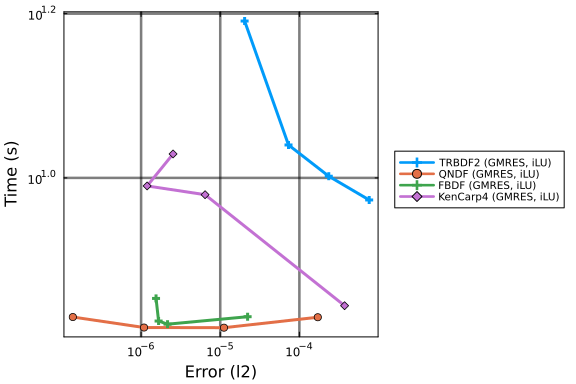 10^1.2
10^1.0
Time (s)
10^-6 10^-5 10^-4
Error (l2)
TRBDF2 (GMRES, iLU)
QNDF (GMRES, iLU)
FBDF (GMRES, iLU)
KenCarp4 (GMRES, iLU)